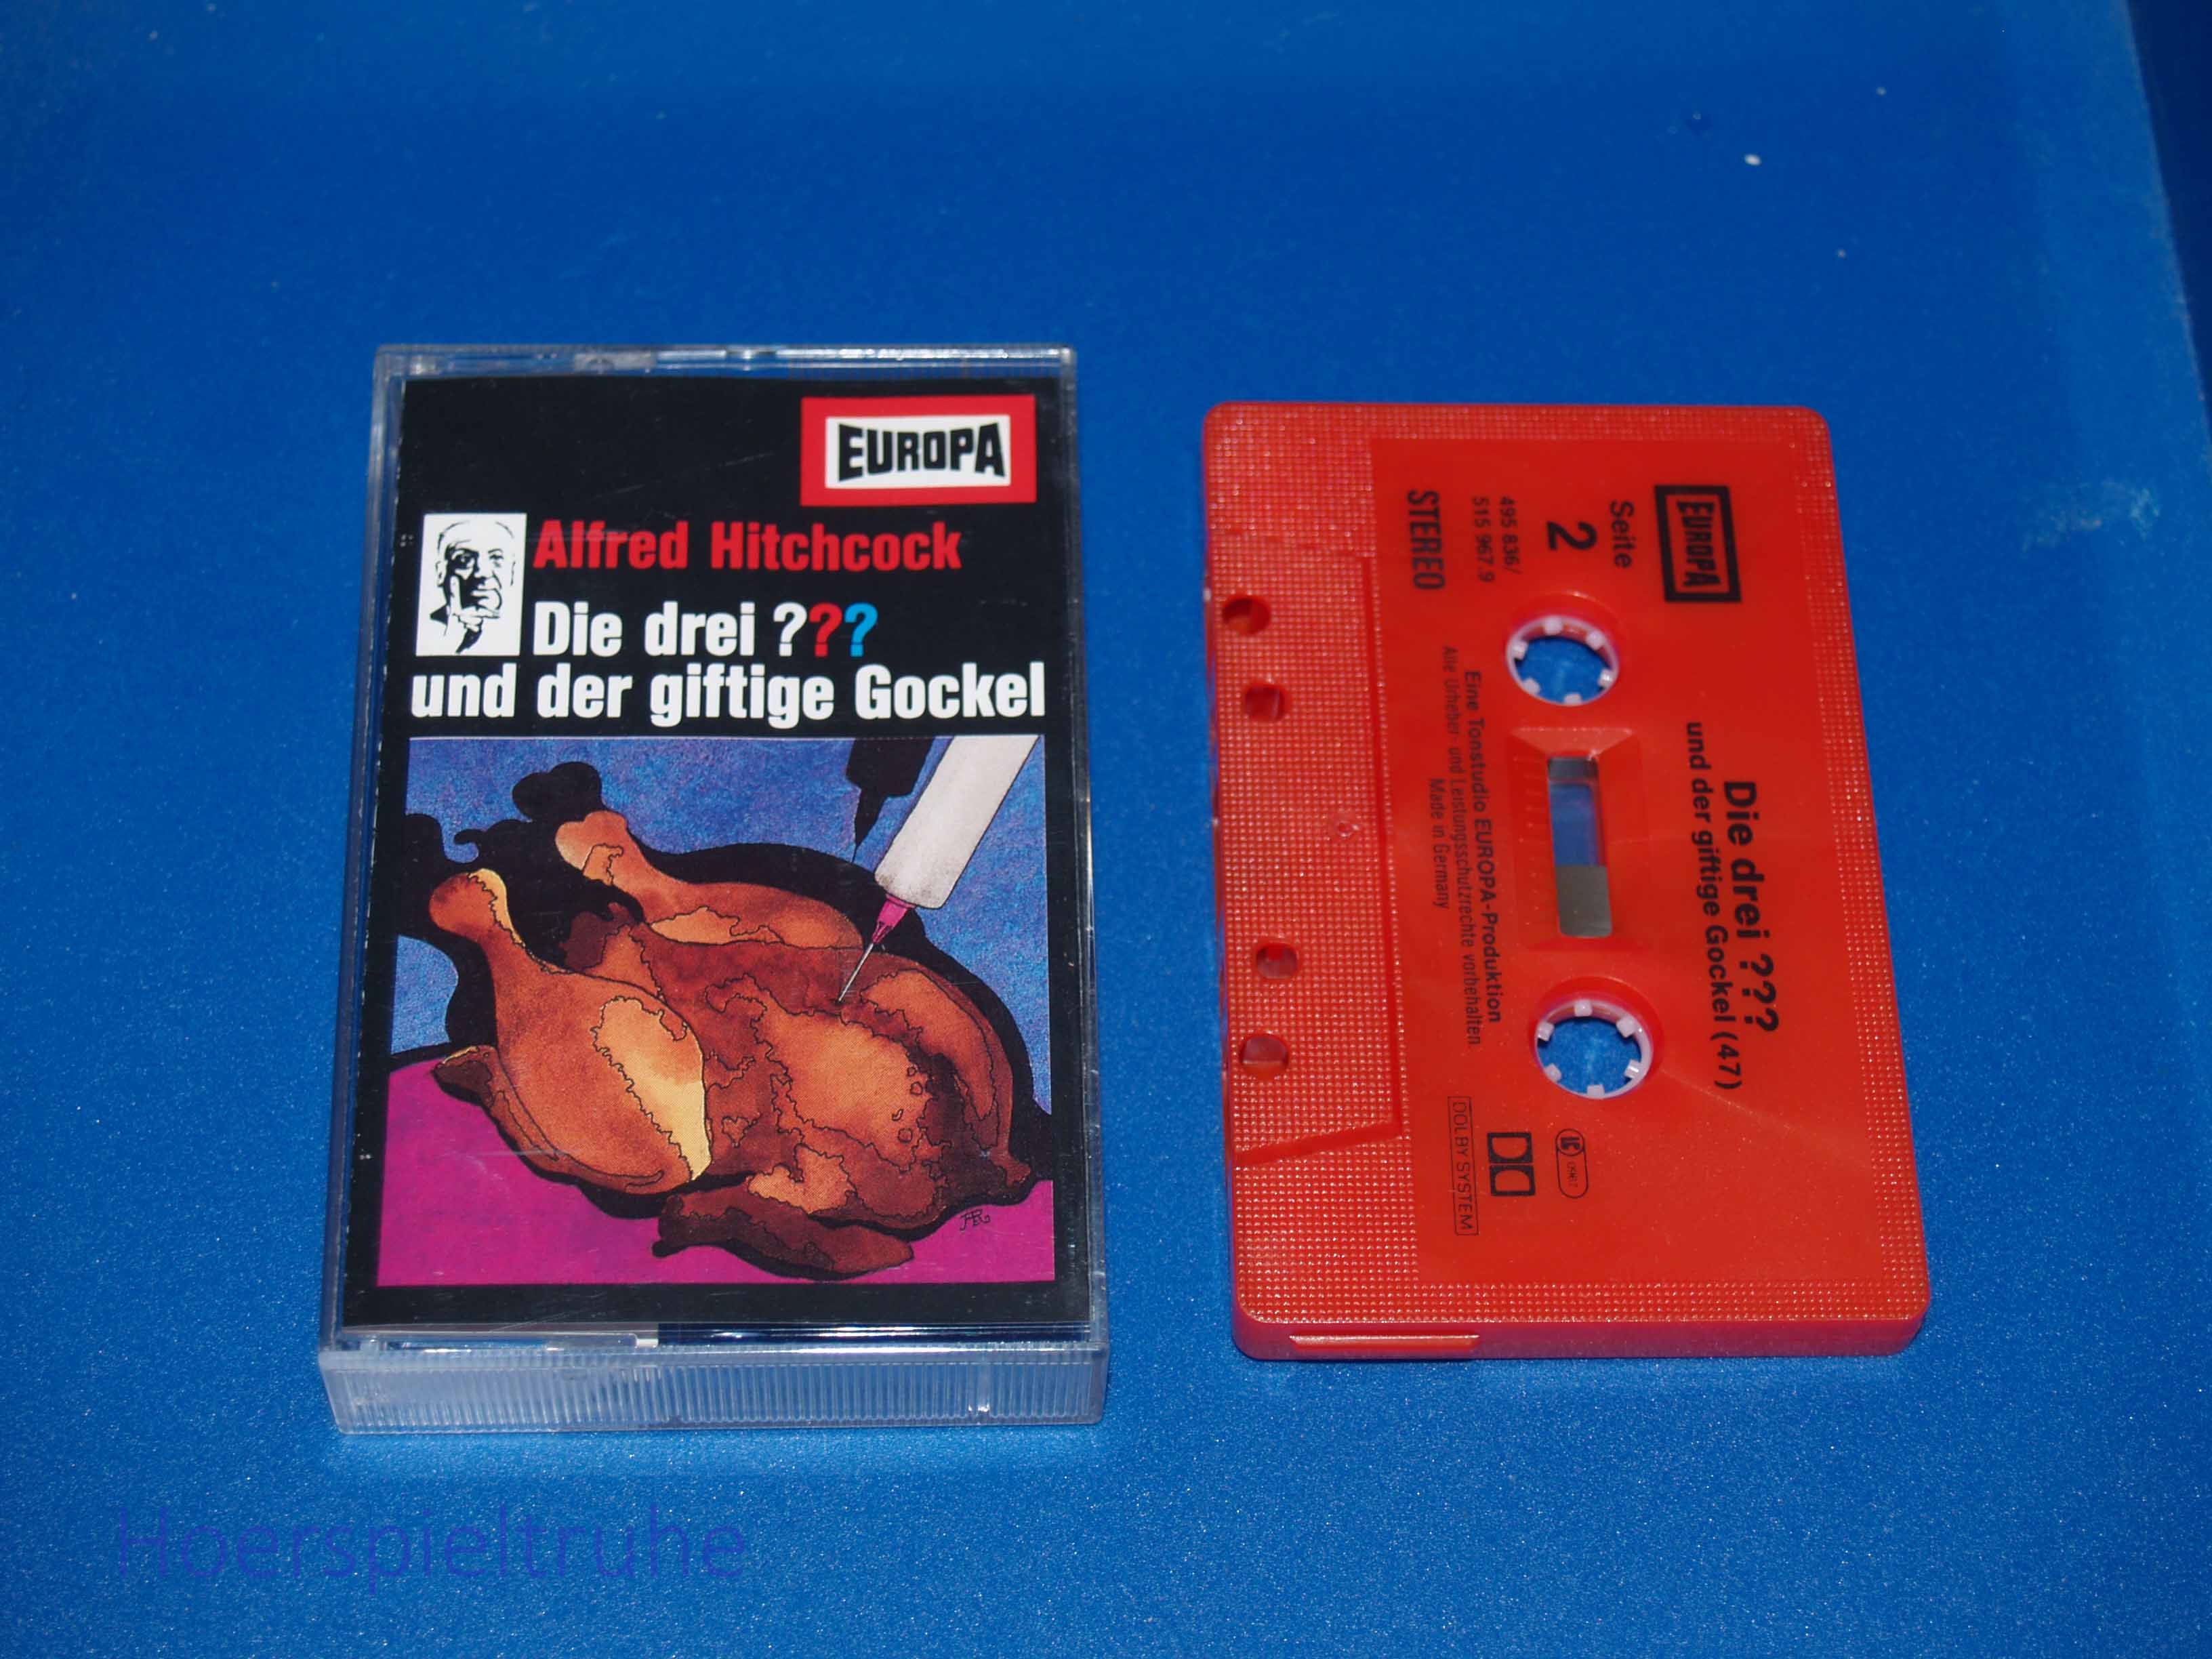 EUROPA
Alfred Hitchcock
Die drei ???
und der giftige Gockel
EUROPA
Seite
2
495 836/
515 967.9
STEREO
Die drei ???
und der giftige Gockel (47)
Eine Tonstudio EUROPA-Produktion
Alle Urheber- und Leistungsschutzrechte vorbehalten
Made in Germany
DOLBY SYSTEM
Hoerspieltruhe